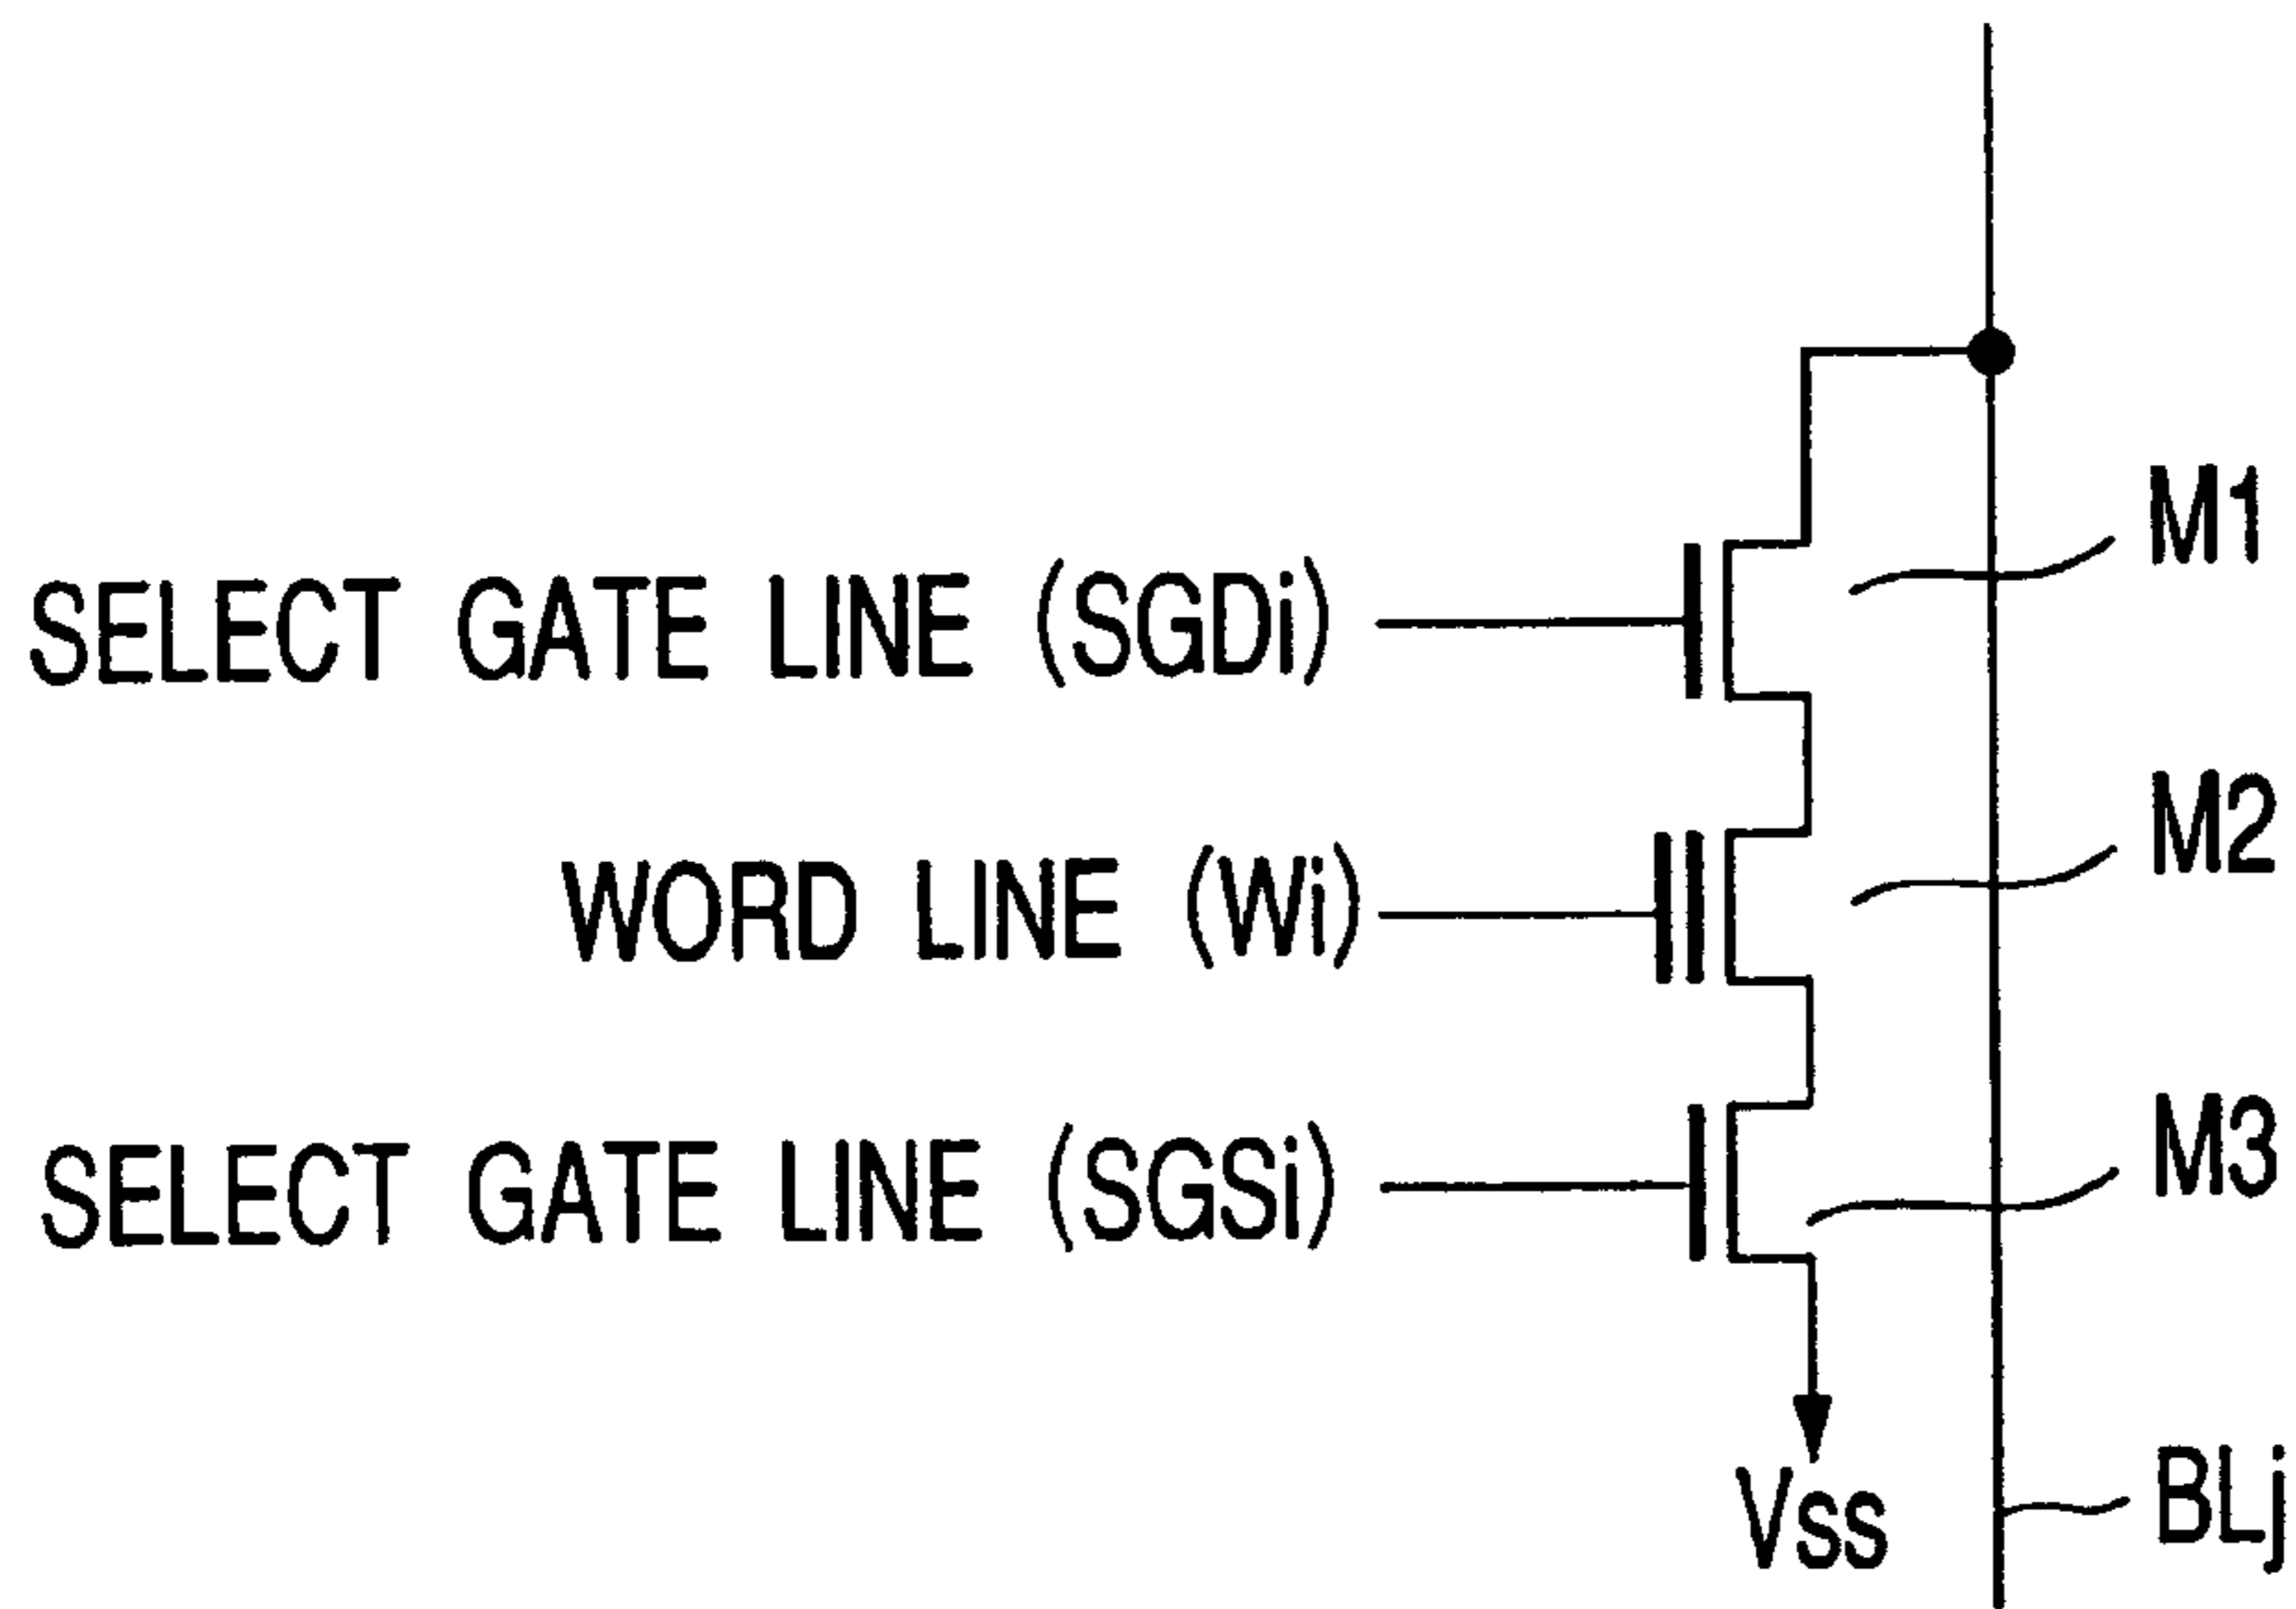 M1
SELECT GATE LINE (SGDi)
M2
WORD LINE (Wi)
M3
SELECT GATE LINE (SGSi)
Vss
BLj